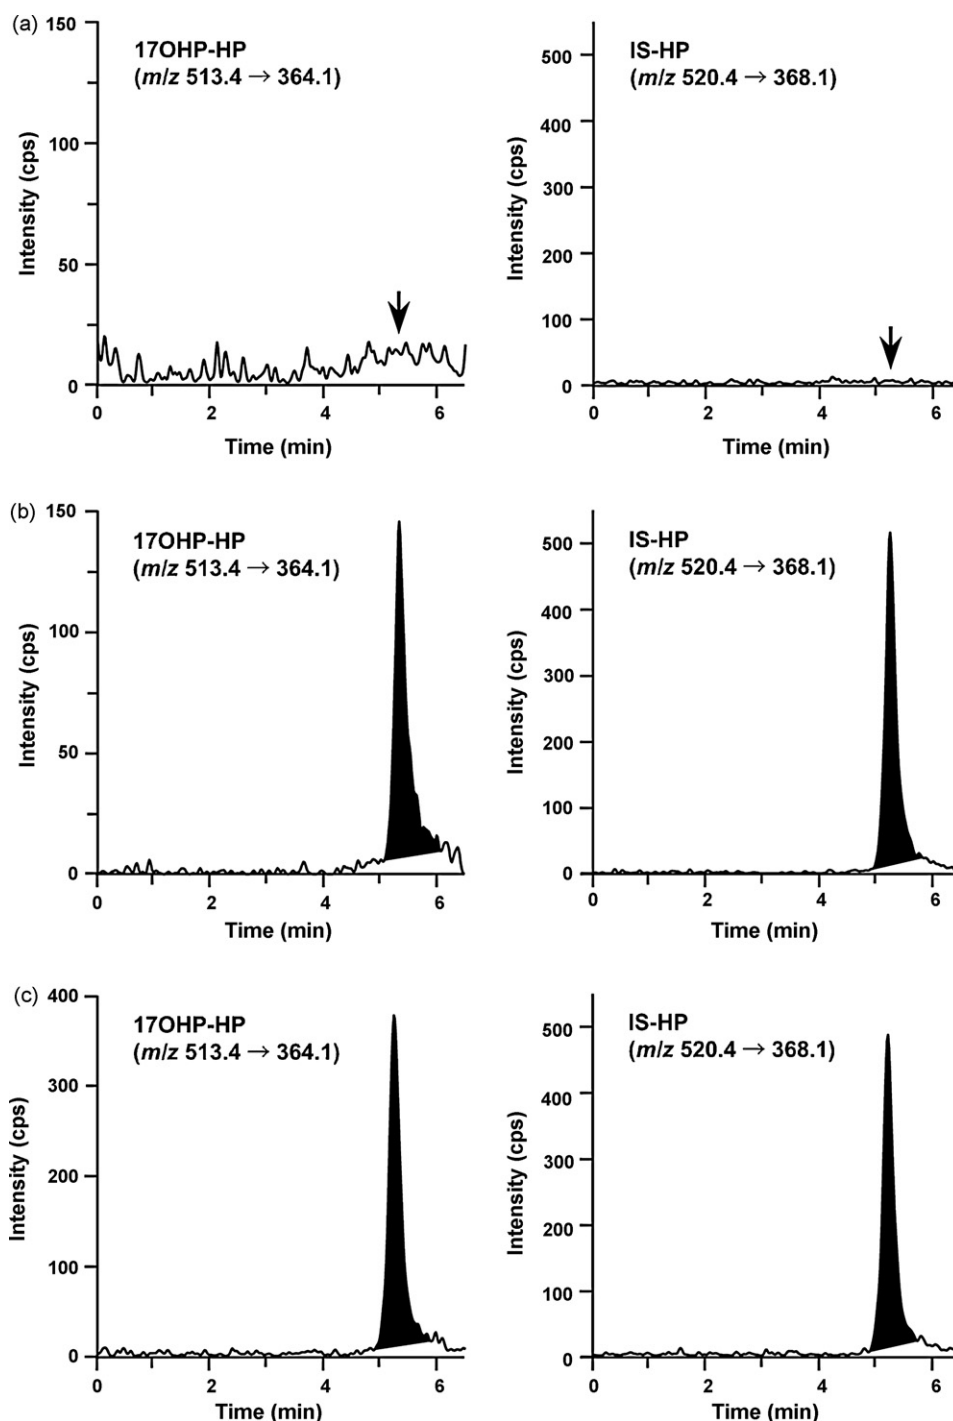 (a)
17OHP-HP
(m/z 513.4 → 364.1)
150
100
50
0
Intensity (cps)
0 2 4 6
Time (min)
IS-HP
(m/z 520.4 → 368.1)
500
400
300
200
100
0
Intensity (cps)
0 2 4 6
Time (min)
(b)
17OHP-HP
(m/z 513.4 → 364.1)
150
100
50
0
Intensity (cps)
0 2 4 6
Time (min)
IS-HP
(m/z 520.4 → 368.1)
500
400
300
200
100
0
Intensity (cps)
0 2 4 6
Time (min)
(c)
17OHP-HP
(m/z 513.4 → 364.1)
400
300
200
100
0
Intensity (cps)
0 2 4 6
Time (min)
IS-HP
(m/z 520.4 → 368.1)
500
400
300
200
100
0
Intensity (cps)
0 2 4 6
Time (min)